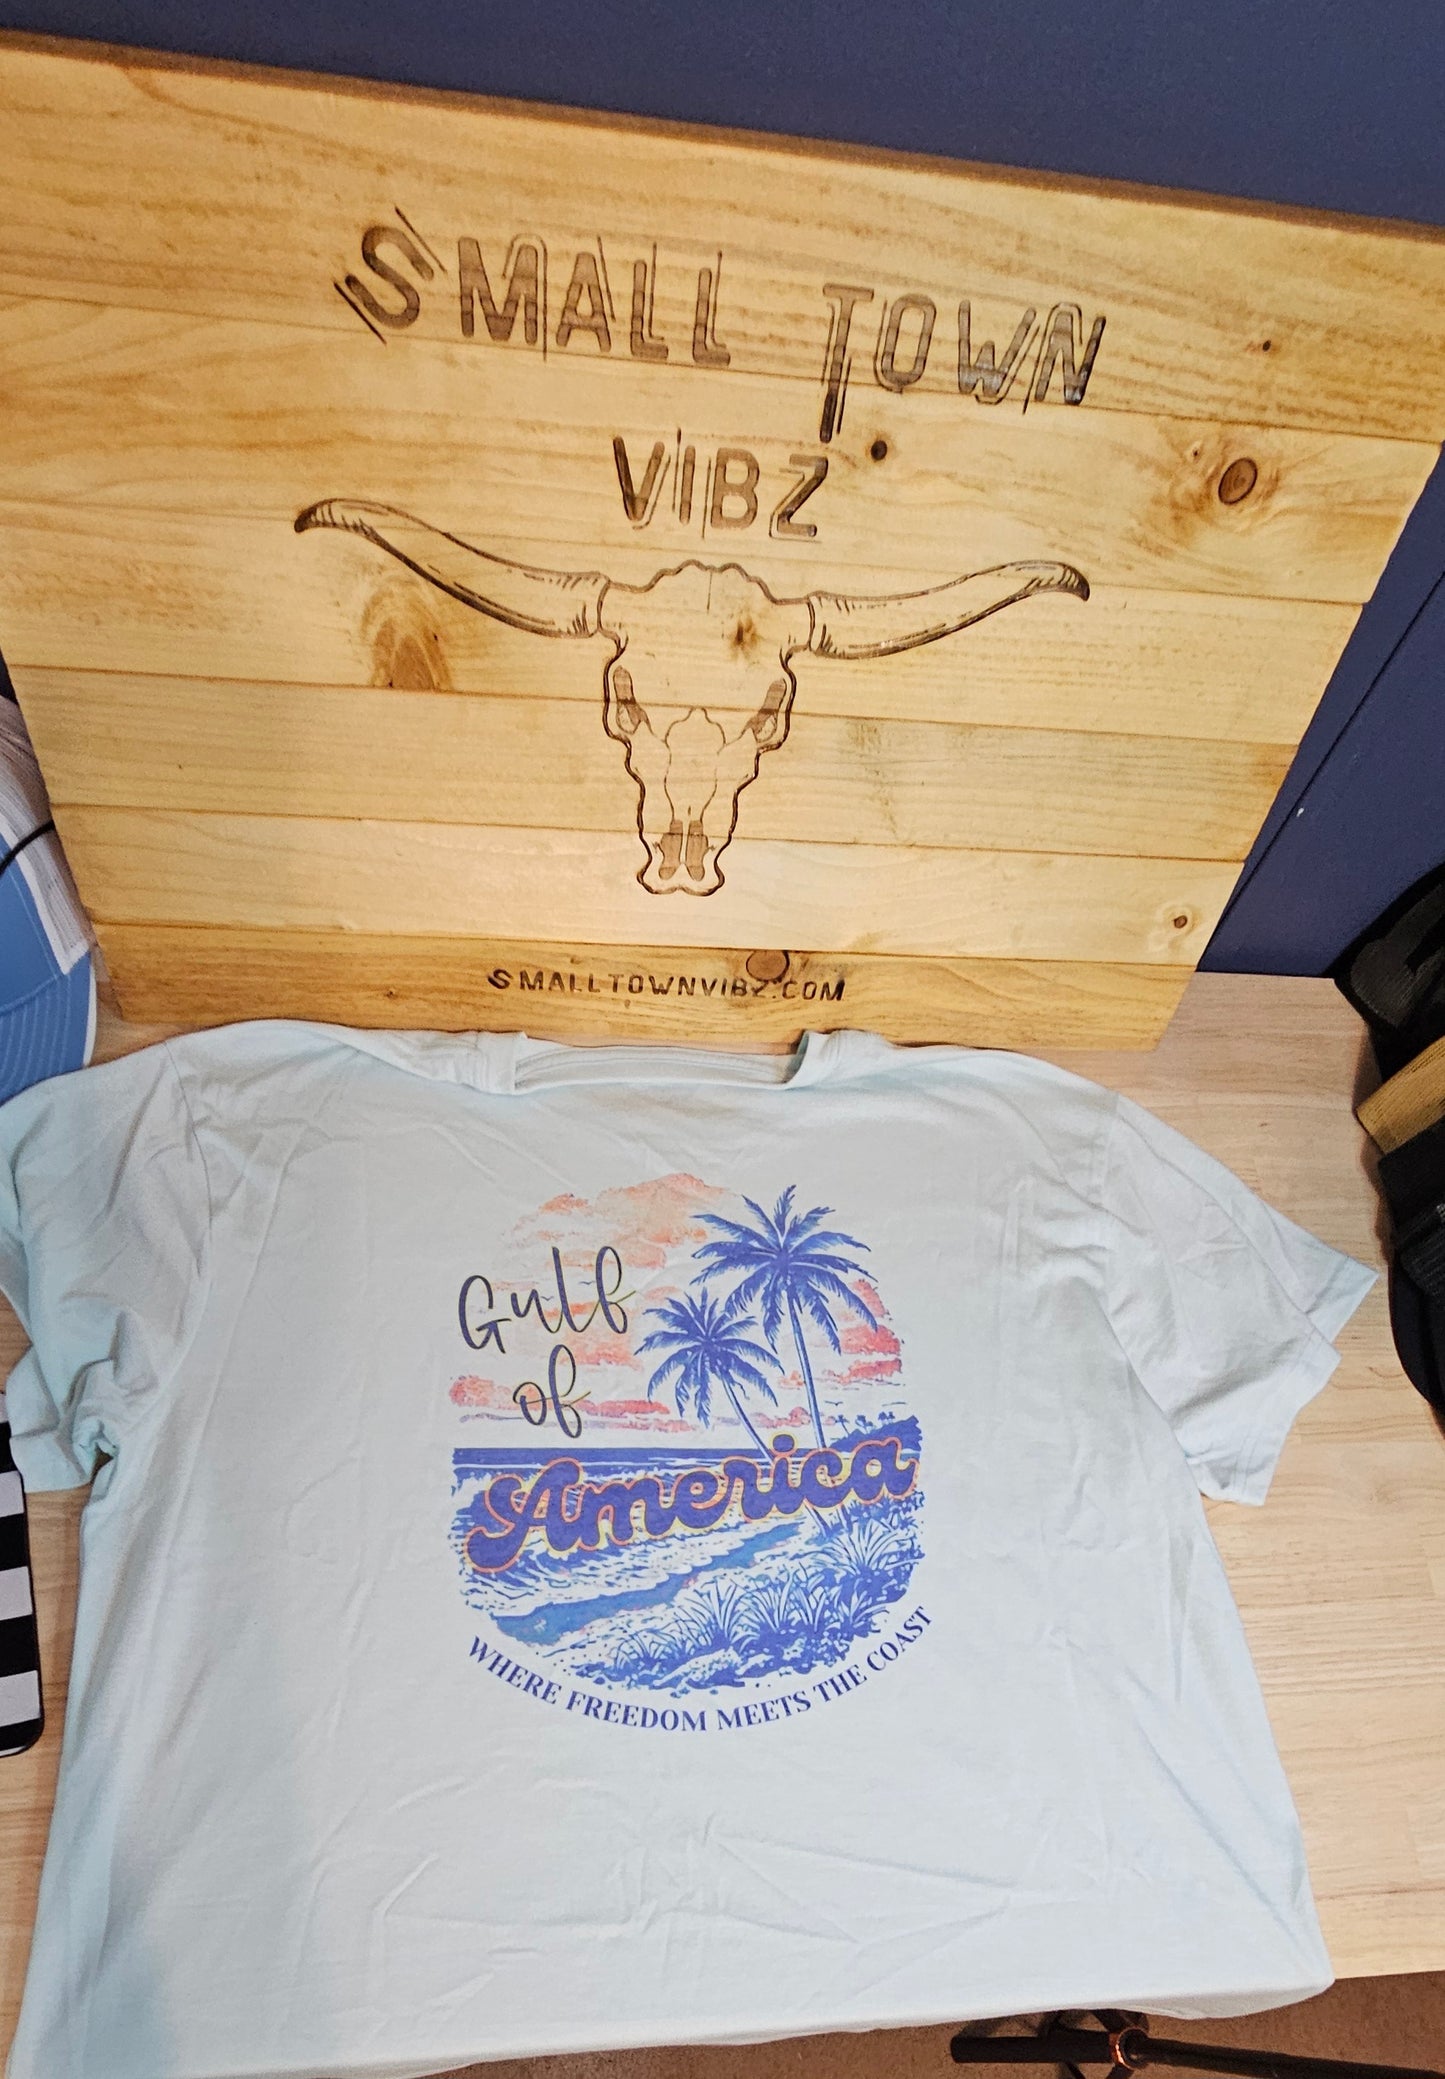 SMALL TOWN
VIBZ
SMALLTOWNVIBZ.COM
Gulf
of
America
WHERE FREEDOM MEETS THE COAST